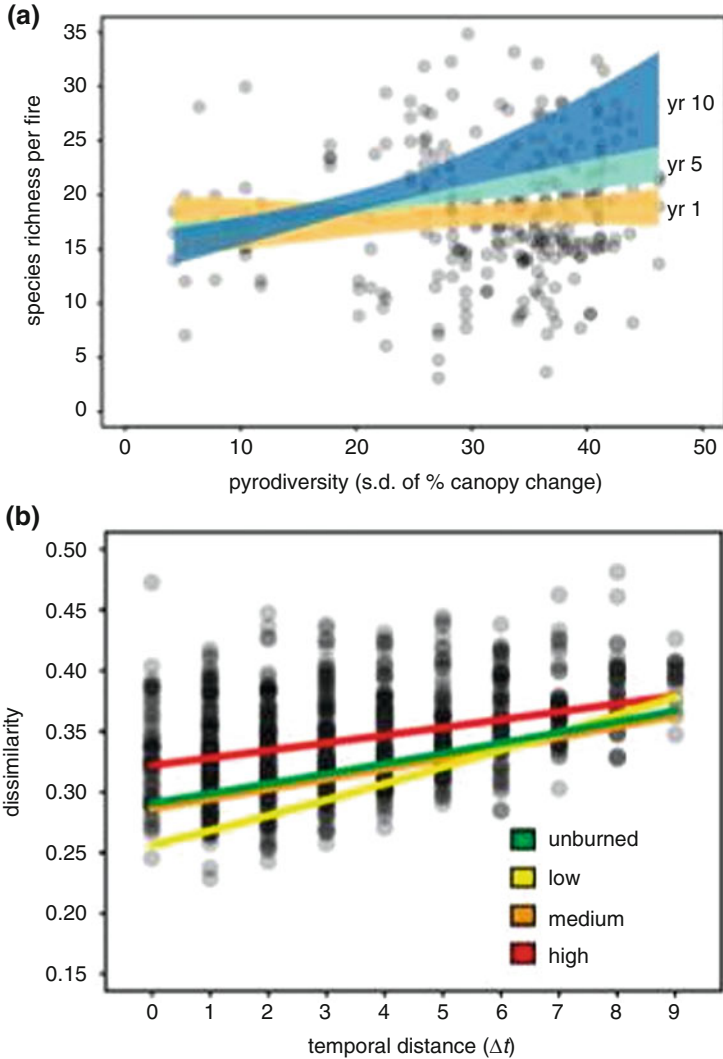 (a)
species richness per fire
35
30
25
20
15
10
5
0
yr 10
yr 5
yr 1
0 10 20 30 40 50
pyrodiversity (s.d. of % canopy change)
(b)
dissimilarity
0.50
0.45
0.40
0.35
0.30
0.25
0.20
0.15
unburned
low
medium
high
0 1 2 3 4 5 6 7 8 9
temporal distance (Δt)